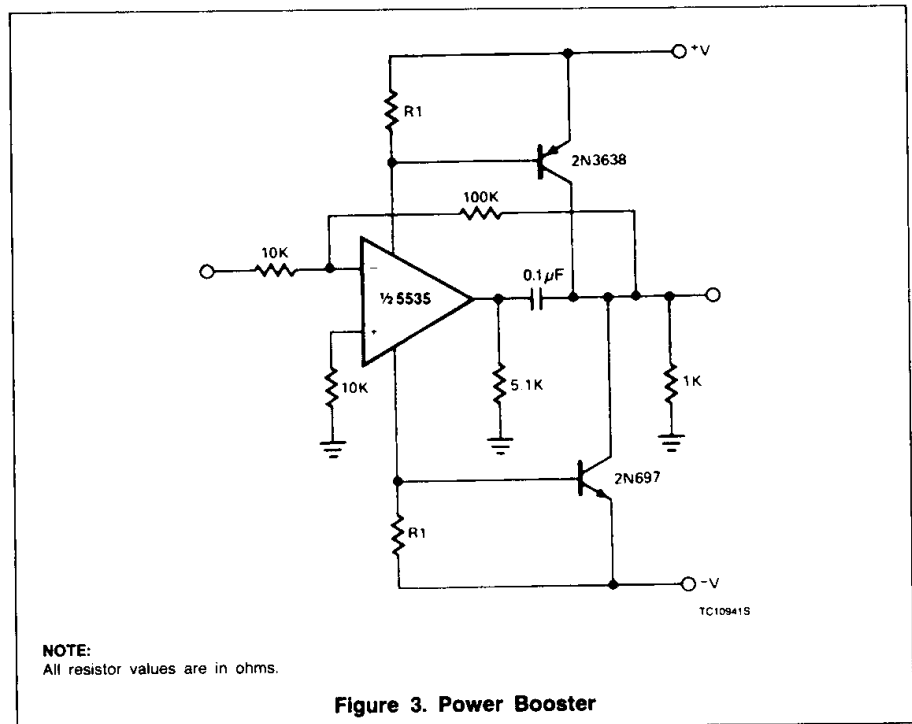 +V
R1
2N3638
100K
10K
−
½ 5535
+
0.1µF
10K
5.1K
1K
2N697
R1
−V
TC10941S
NOTE:
All resistor values are in ohms.
Figure 3. Power Booster